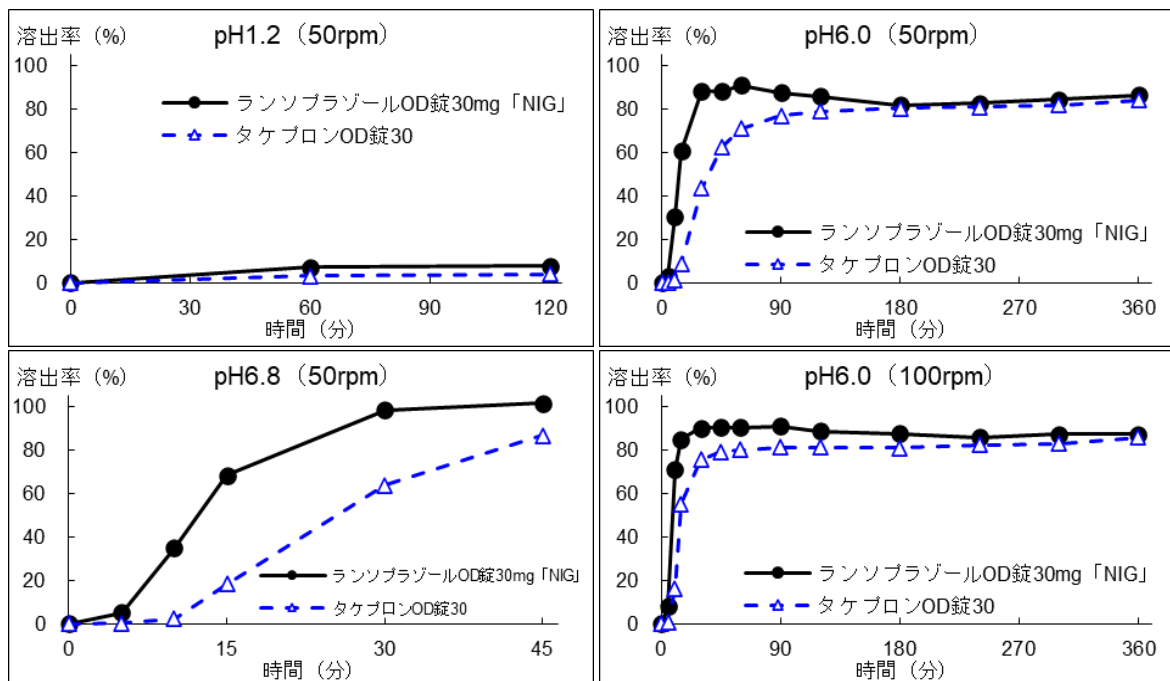 溶出率（%） pH1.2（50rpm）
100
80
60
40
20
0
ランソプラゾールOD錠30mg「NIG」
タケプロンOD錠30
0 30 60 90 120
時間（分）
溶出率（%） pH6.0（50rpm）
100
80
60
40
20
0
ランソプラゾールOD錠30mg「NIG」
タケプロンOD錠30
0 90 180 270 360
時間（分）
溶出率（%） pH6.8（50rpm）
100
80
60
40
20
0
ランソプラゾールOD錠30mg「NIG」
タケプロンOD錠30
0 15 30 45
時間（分）
溶出率（%） pH6.0（100rpm）
100
80
60
40
20
0
ランソプラゾールOD錠30mg「NIG」
タケプロンOD錠30
0 90 180 270 360
時間（分）